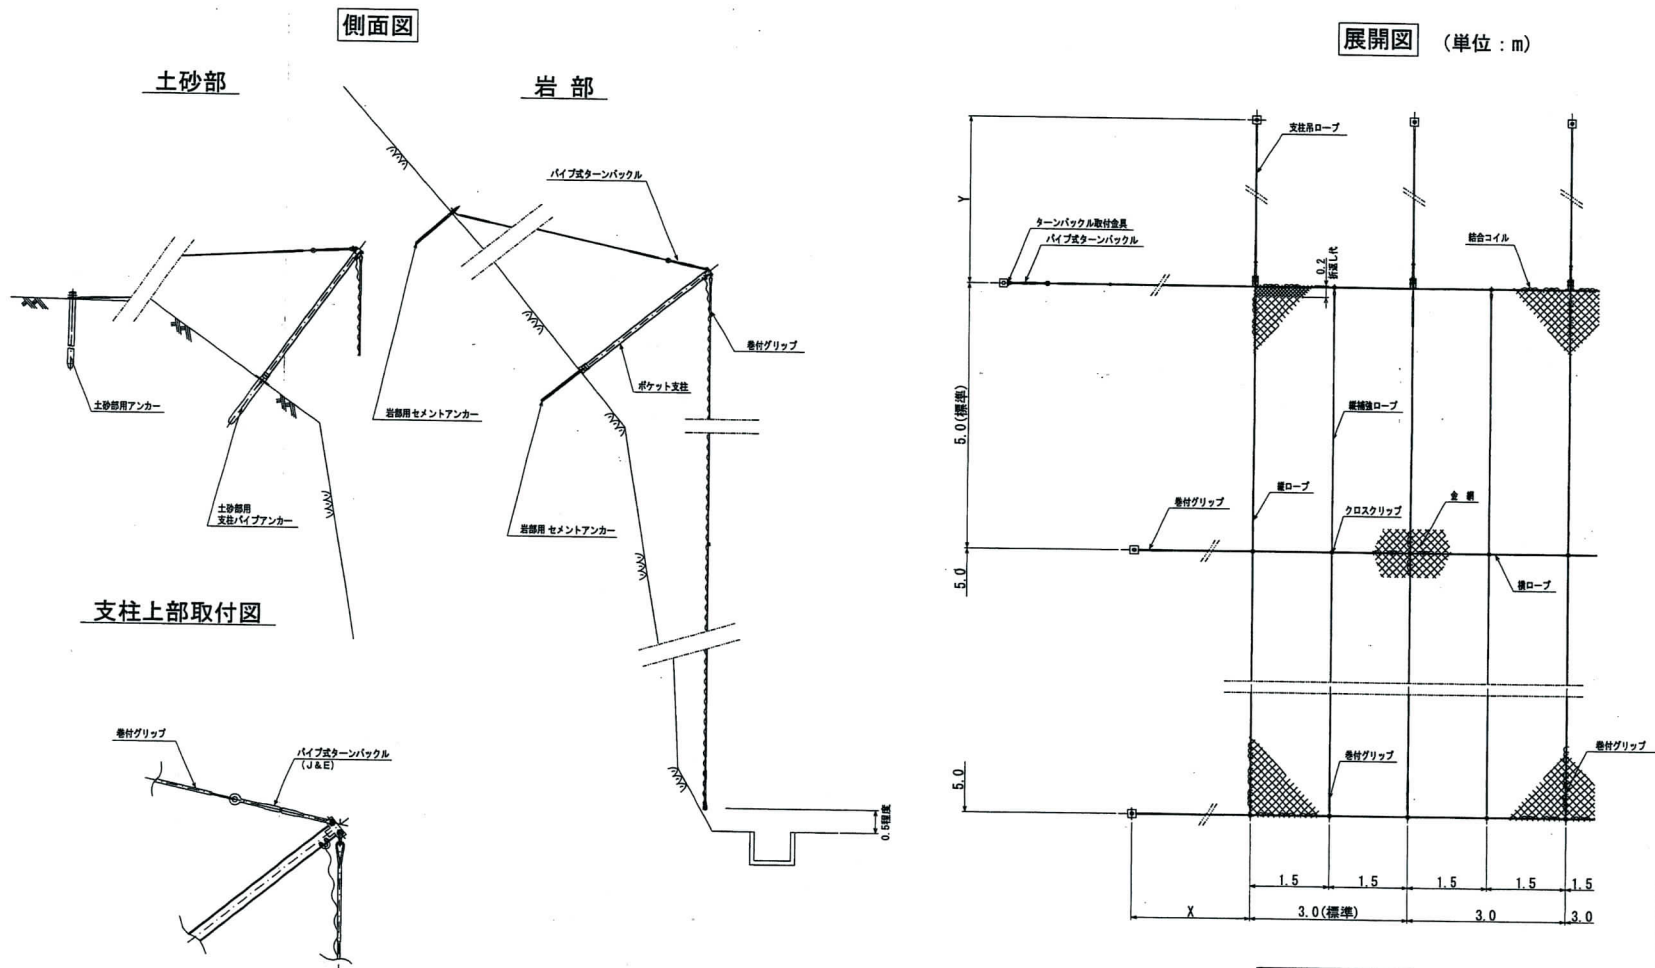 側面図
土砂部
岩 部
パイプ式ターンバックル
巻付グリップ
ポケット支柱
土砂部用アンカー
岩部用セメントアンカー
土砂部用
支柱パイプアンカー
岩部用 セメントアンカー
0.5程度
支柱上部取付図
巻付グリップ
パイプ式ターンバックル
(J&E)
展開図 (単位:m)
支柱吊ロープ
Y
ターンバックル取付金具
パイプ式ターンバックル
0.2
折返し代
結合コイル
5.0(標準)
縦補強ロープ
縦ロープ
巻付グリップ
クロスクリップ
金 網
横ロープ
5.0
巻付グリップ
巻付グリップ
5.0
1.5
1.5
1.5
1.5
1.5
X
3.0(標準)
3.0
3.0